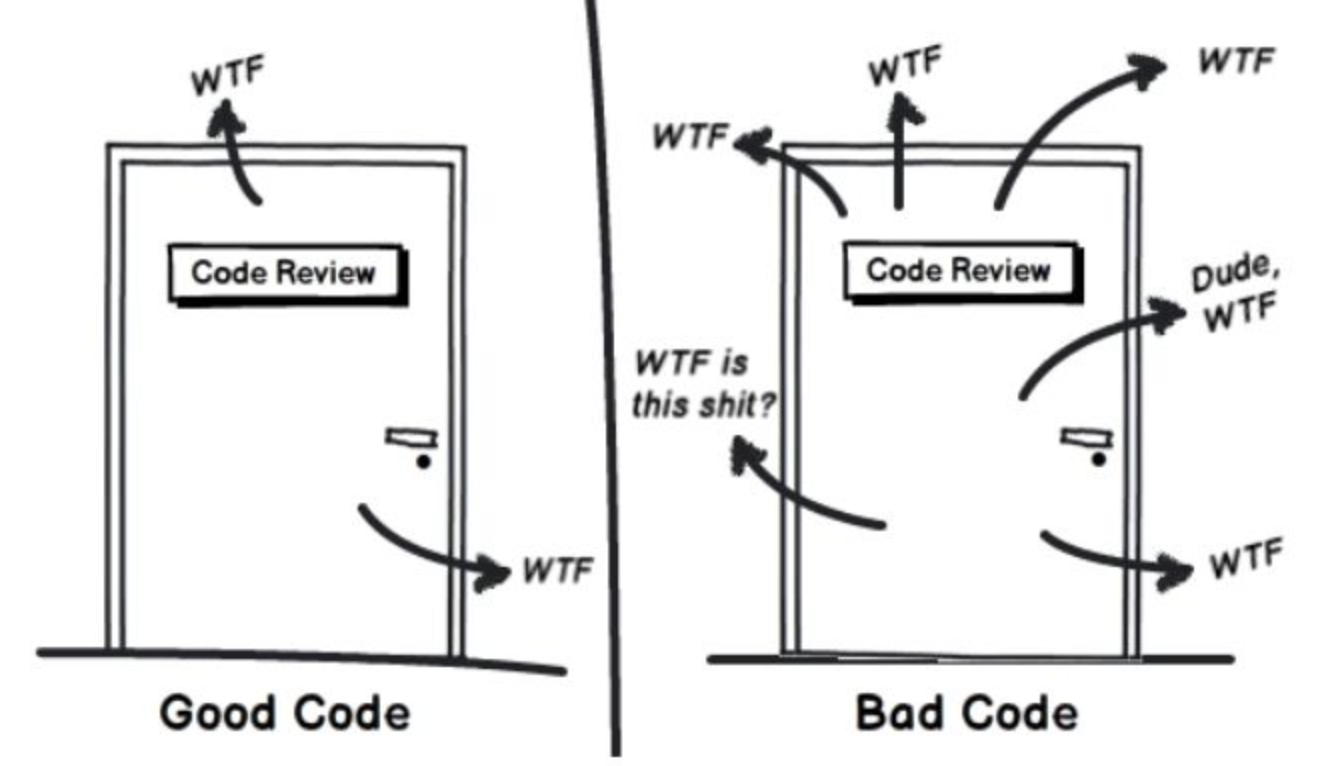 WTF
Code Review
WTF
Good Code
WTF
WTF
WTF
Code Review
Dude,
WTF
WTF is
this shit?
WTF
Bad Code